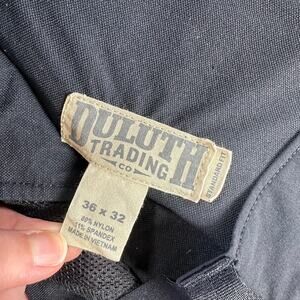 DULUTH
TRADING
CO
STANDARD FIT
36 x 32
89% NYLON
11% SPANDEX
MADE IN VIETNAM